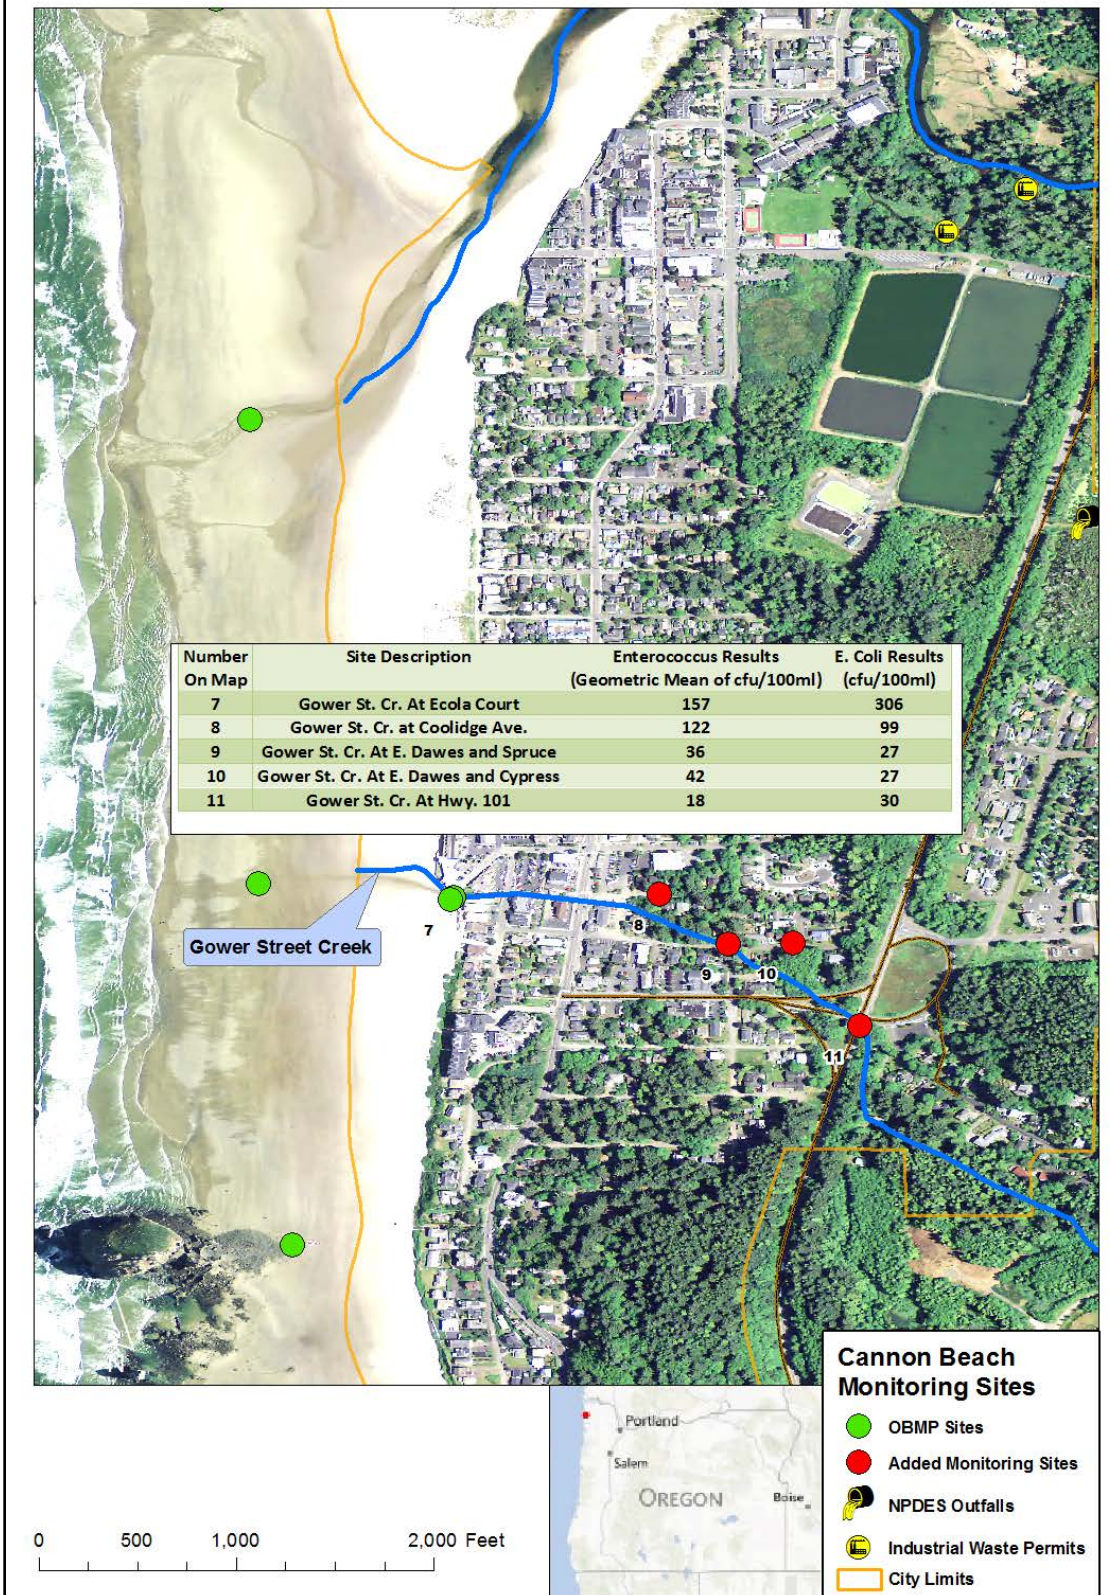 Number Site Description Enterococcus Results E. Coli Results
On Map (Geometric Mean of cfu/100ml) (cfu/100ml)
7 Gower St. Cr. At Ecola Court 157 306
8 Gower St. Cr. at Coolidge Ave. 122 99
9 Gower St. Cr. At E. Dawes and Spruce 36 27
10 Gower St. Cr. At E. Dawes and Cypress 42 27
11 Gower St. Cr. At Hwy. 101 18 30
7
8
Gower Street Creek
9
10
11
Cannon Beach
Monitoring Sites
OBMP Sites
Added Monitoring Sites
NPDES Outfalls
Industrial Waste Permits
City Limits
Portland
Salem
OREGON
Boise
0 500 1,000 2,000 Feet